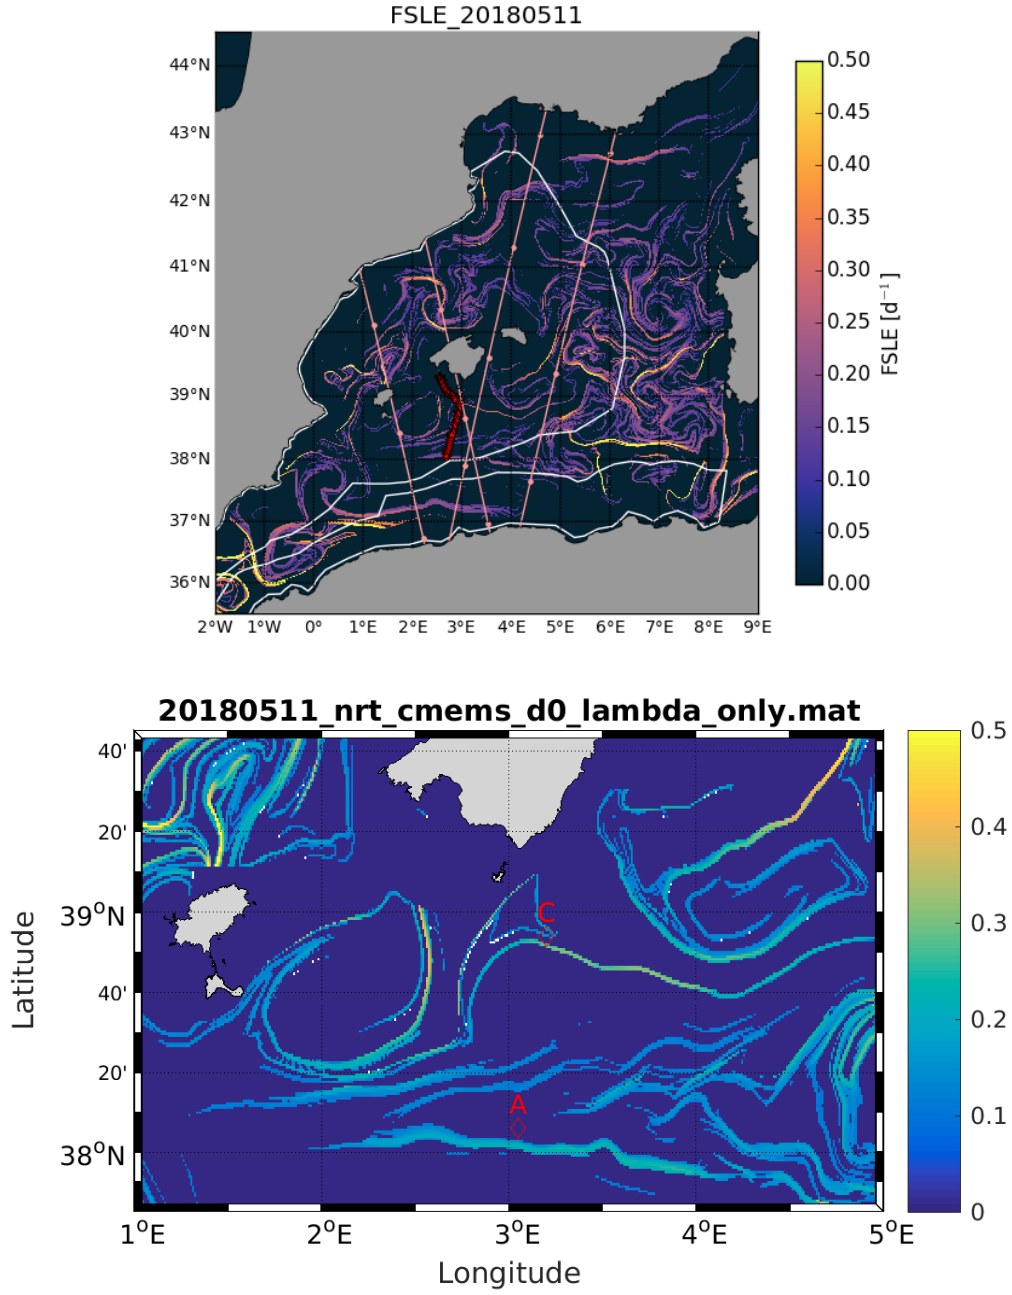 FSLE_20180511
44°N
43°N
42°N
41°N
40°N
39°N
38°N
37°N
36°N
2°W 1°W 0° 1°E 2°E 3°E 4°E 5°E 6°E 7°E 8°E 9°E
0.50
0.45
0.40
0.35
0.30
0.25
0.20
0.15
0.10
0.05
0.00
FSLE [d⁻¹]
20180511_nrt_cmems_d0_lambda_only.mat
40'
20'
39°N
40'
20'
38°N
Latitude
C
A
1°E 2°E 3°E 4°E 5°E
Longitude
0.5
0.4
0.3
0.2
0.1
0